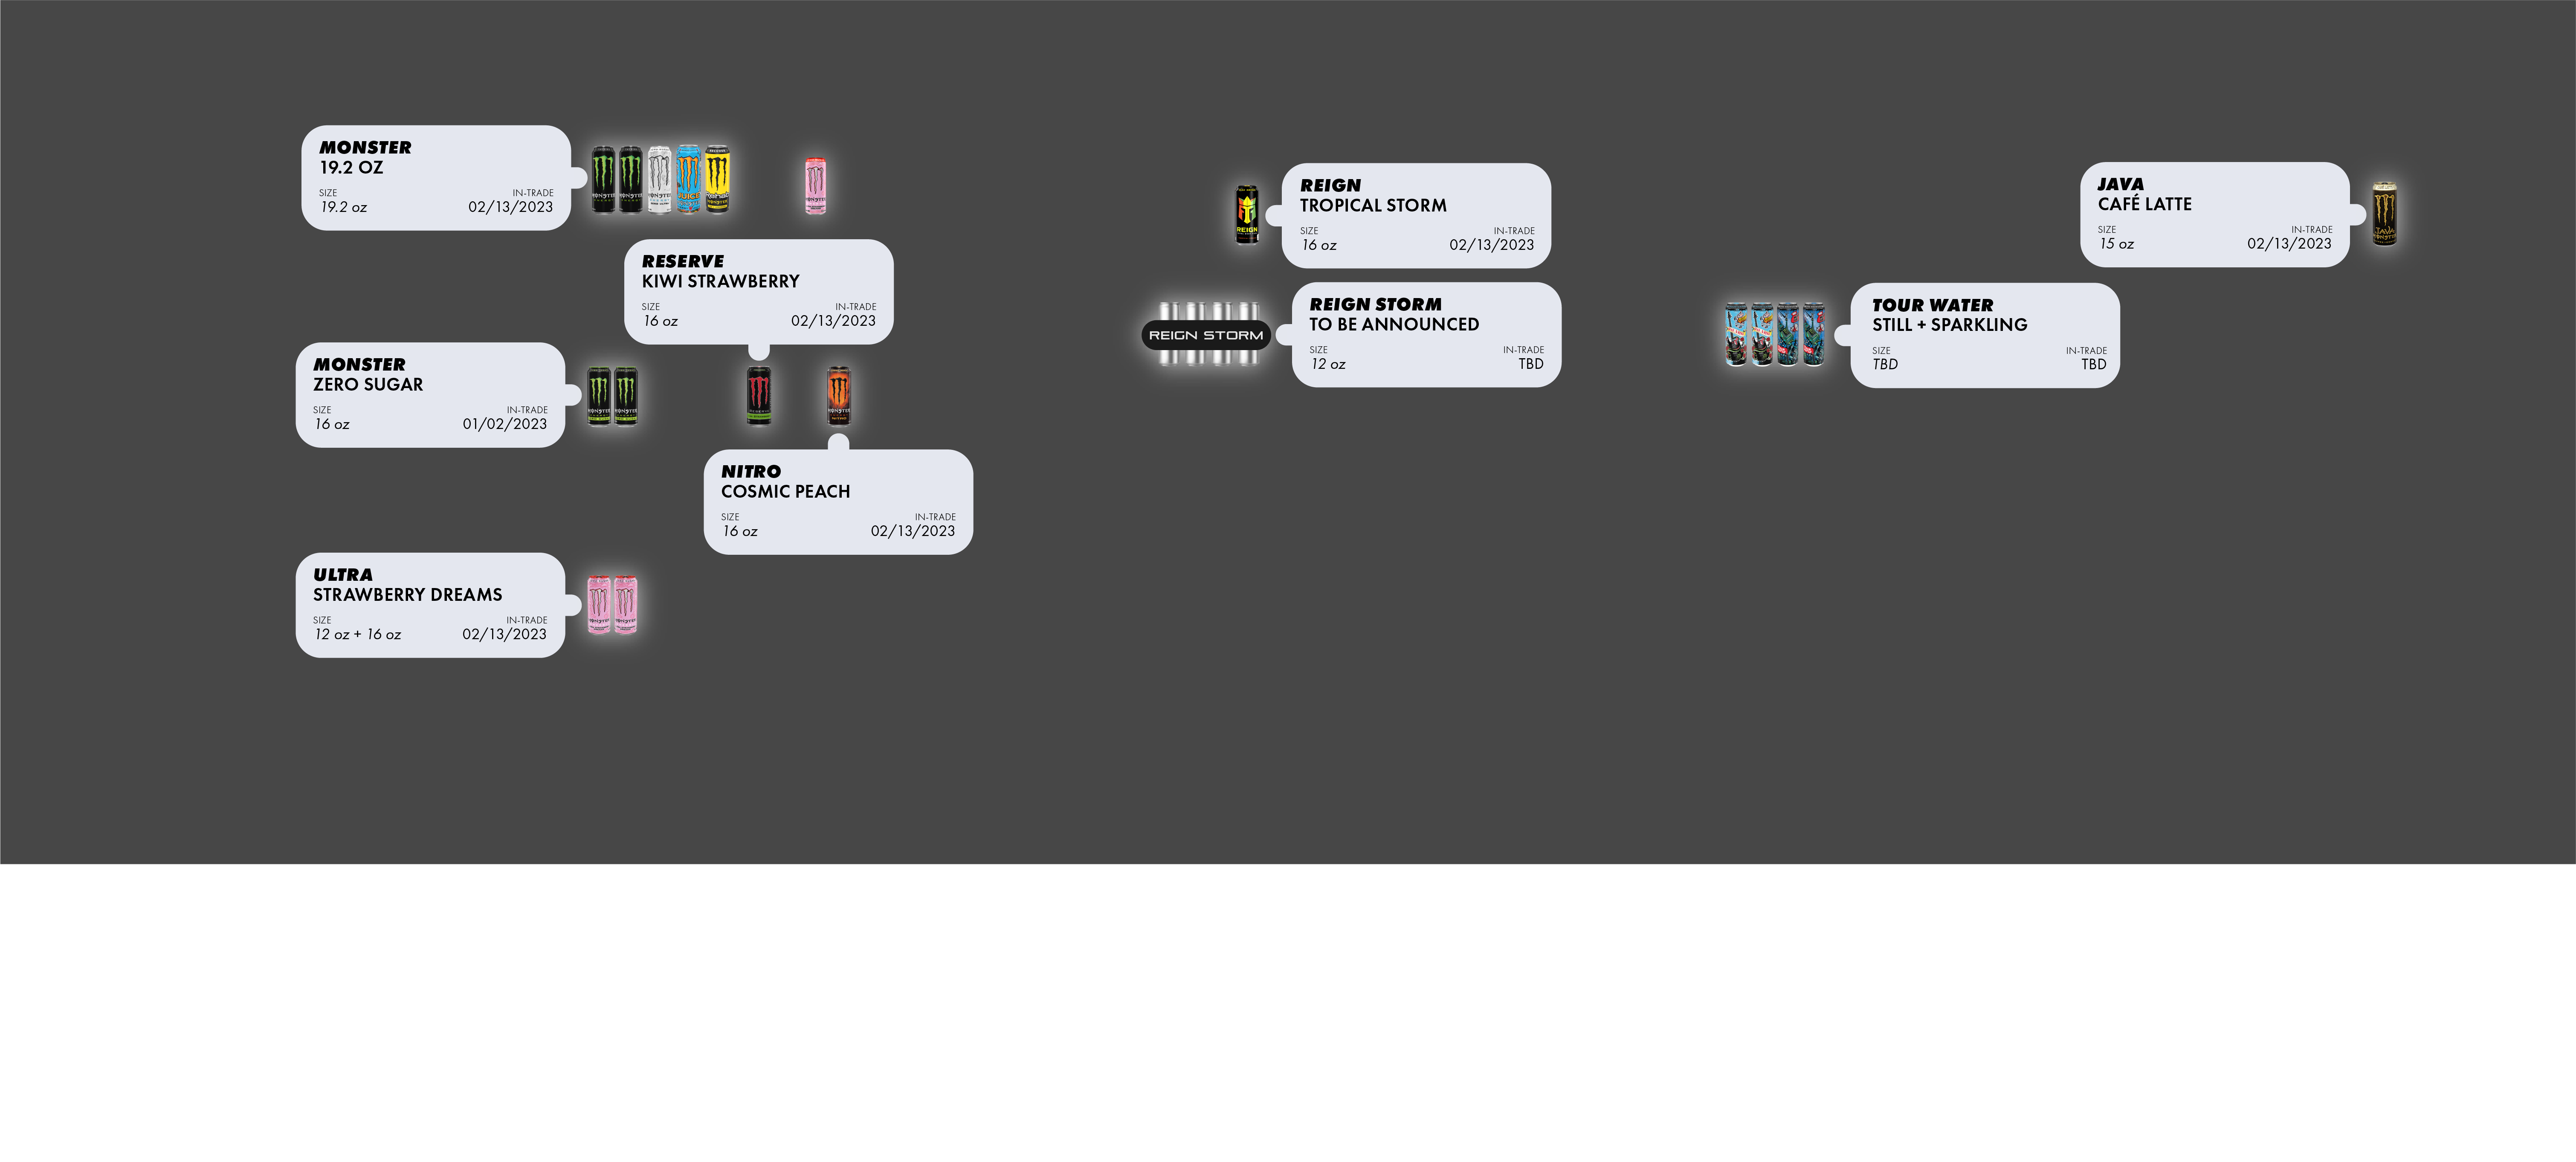 MONSTER
19.2 OZ
SIZE
19.2 oz
IN-TRADE
02/13/2023
RESERVE
KIWI STRAWBERRY
SIZE
16 oz
IN-TRADE
02/13/2023
MONSTER
ZERO SUGAR
SIZE
16 oz
IN-TRADE
01/02/2023
NITRO
COSMIC PEACH
SIZE
16 oz
IN-TRADE
02/13/2023
ULTRA
STRAWBERRY DREAMS
SIZE
12 oz + 16 oz
IN-TRADE
02/13/2023
REIGN
REIGN
TROPICAL STORM
SIZE
16 oz
IN-TRADE
02/13/2023
REIGN STORM
REIGN STORM
TO BE ANNOUNCED
SIZE
12 oz
IN-TRADE
TBD
TOUR WATER
STILL + SPARKLING
SIZE
TBD
IN-TRADE
TBD
JAVA
CAFÉ LATTE
SIZE
15 oz
IN-TRADE
02/13/2023
JAVA
MONSTER